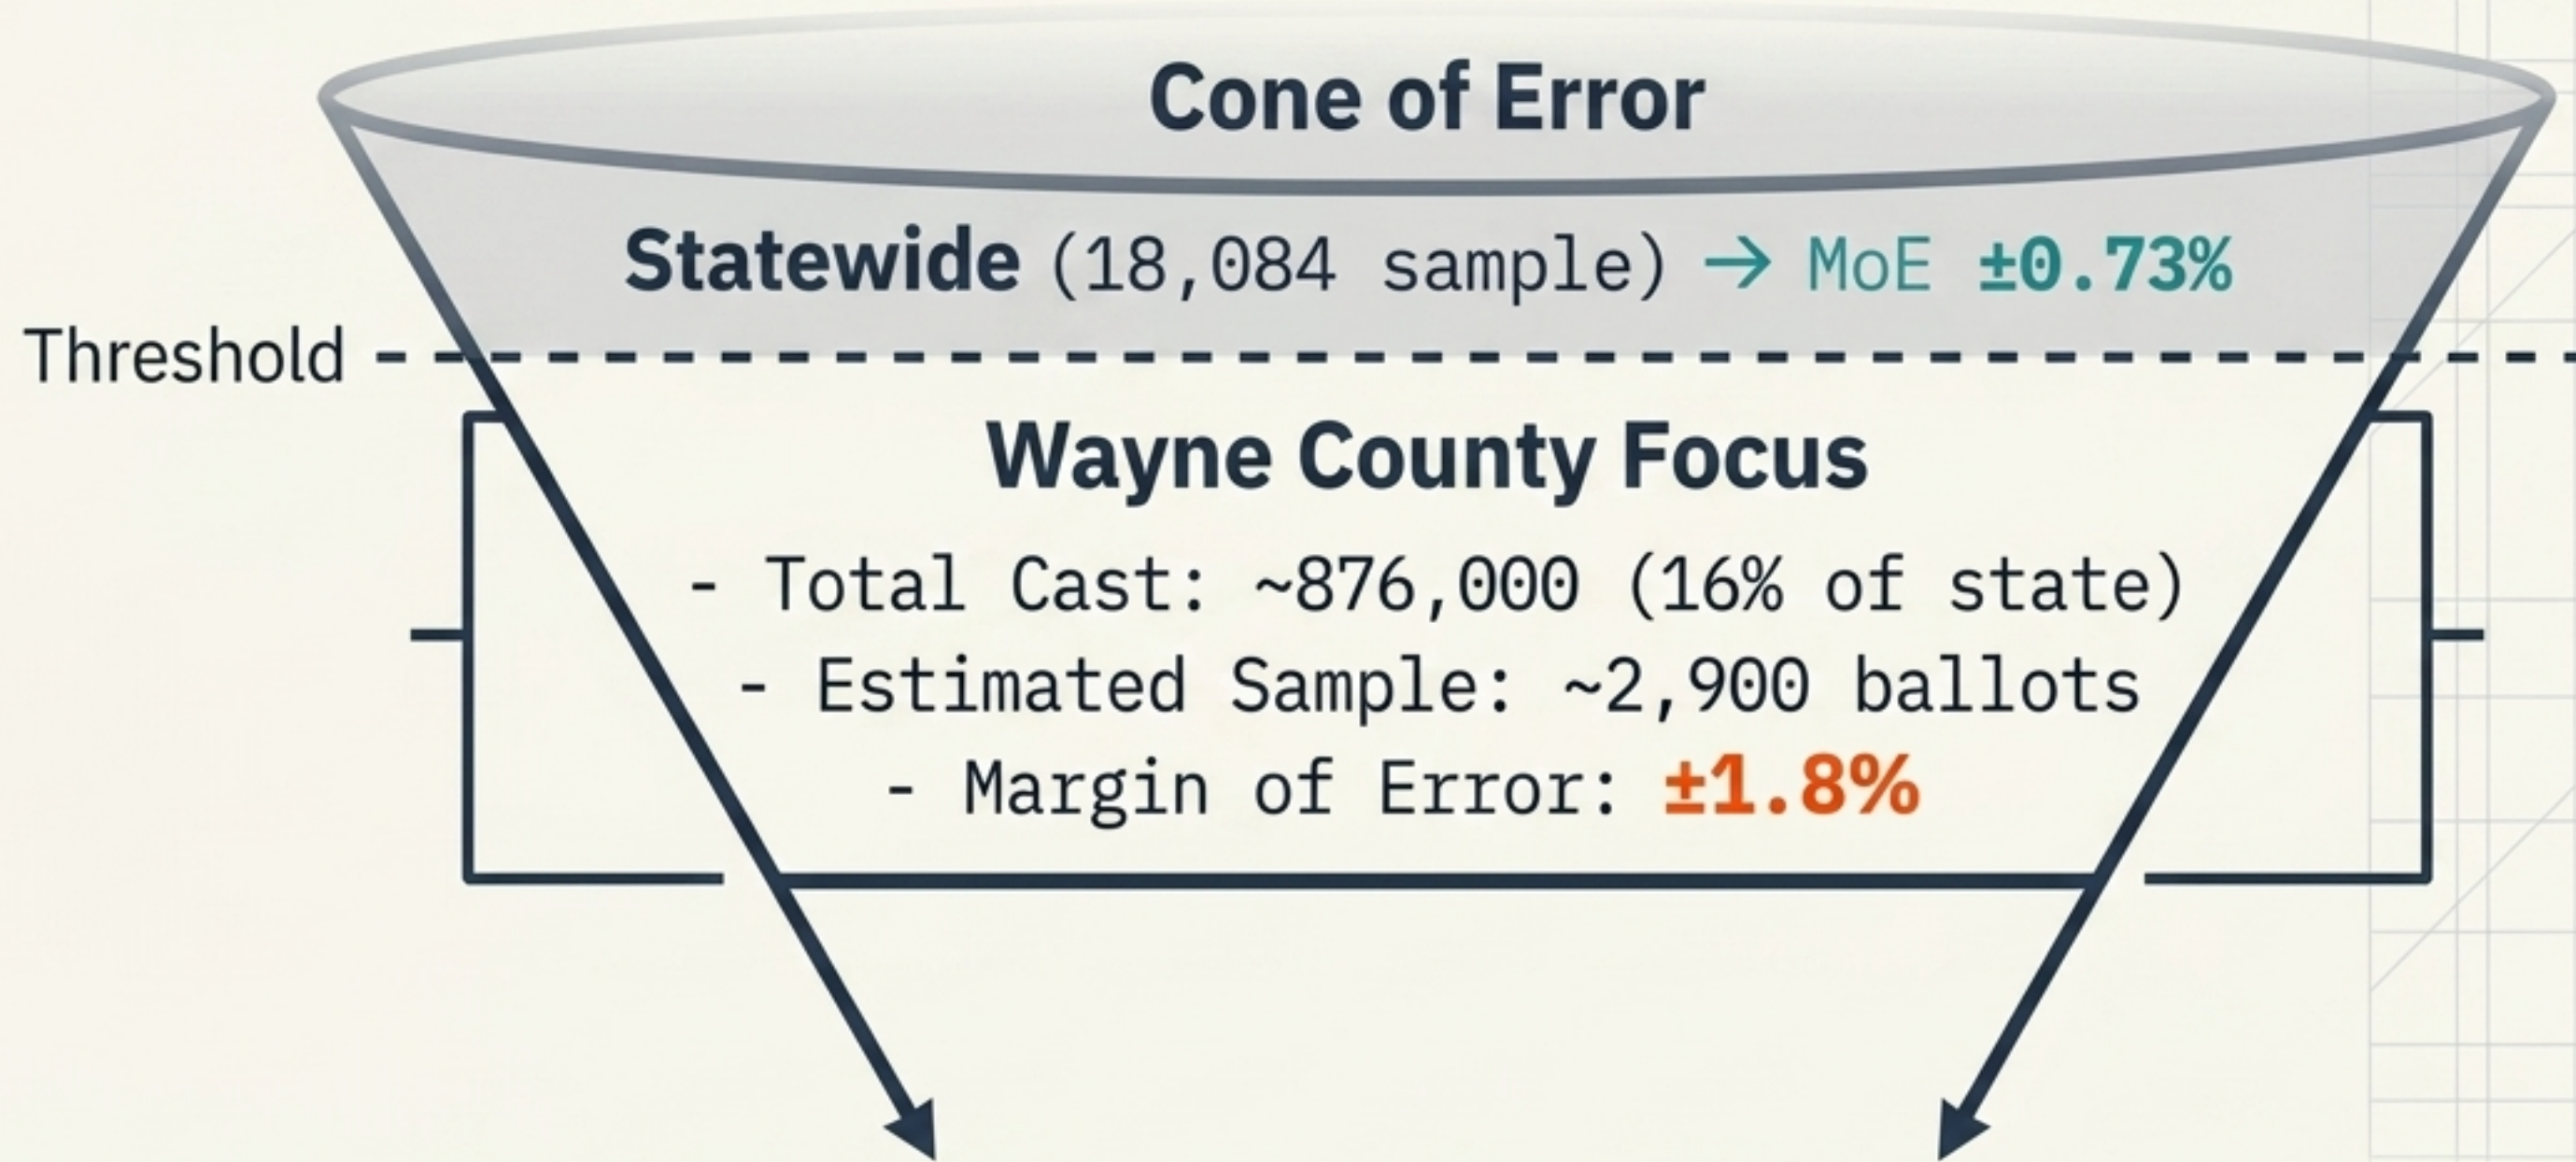 Cone of Error
Statewide (18,084 sample) → MoE ±0.73%
Threshold
Wayne County Focus
- Total Cast: ~876,000 (16% of state)
- Estimated Sample: ~2,900 ballots
- Margin of Error: ±1.8%